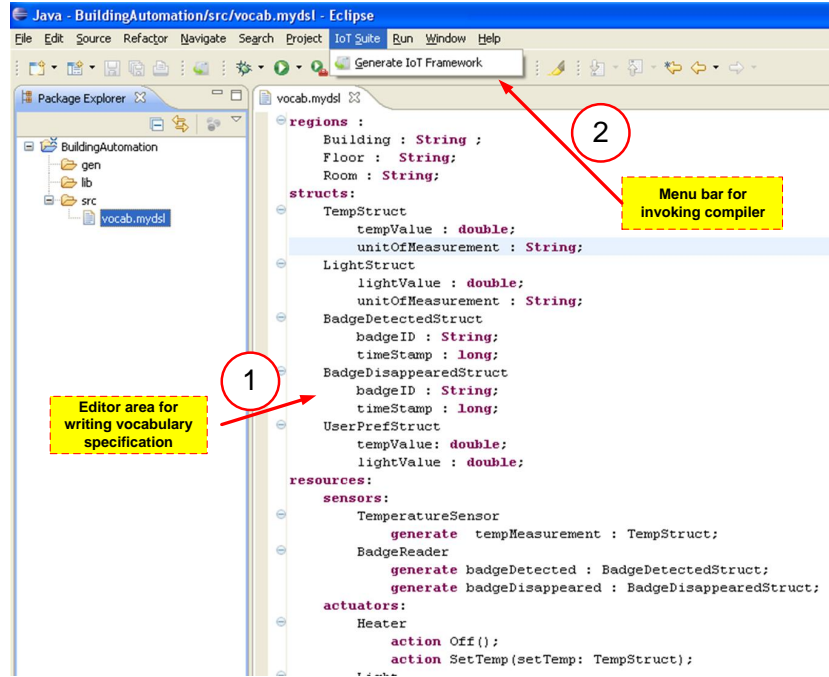 Java - BuildingAutomation/src/vocab.mydsl - Eclipse
File Edit Source Refactor Navigate Search Project IoT Suite Run Window Help
Generate IoT Framework
Package Explorer
vocab.mydsl
BuildingAutomation
gen
lib
src
vocab.mydsl
regions :
Building : String ;
Floor : String;
Room : String;
structs:
TempStruct
tempValue : double;
unitOfMeasurement : String;
LightStruct
lightValue : double;
unitOfMeasurement : String;
BadgeDetectedStruct
badgeID : String;
timeStamp : long;
BadgeDisappearedStruct
badgeID : String;
timeStamp : long;
UserPrefStruct
tempValue: double;
lightValue : double;
resources:
sensors:
TemperatureSensor
generate tempMeasurement : TempStruct;
BadgeReader
generate badgeDetected : BadgeDetectedStruct;
generate badgeDisappeared : BadgeDisappearedStruct;
actuators:
Heater
action Off();
action SetTemp(setTemp: TempStruct);
2
Menu bar for
invoking compiler
1
Editor area for
writing vocabulary
specification